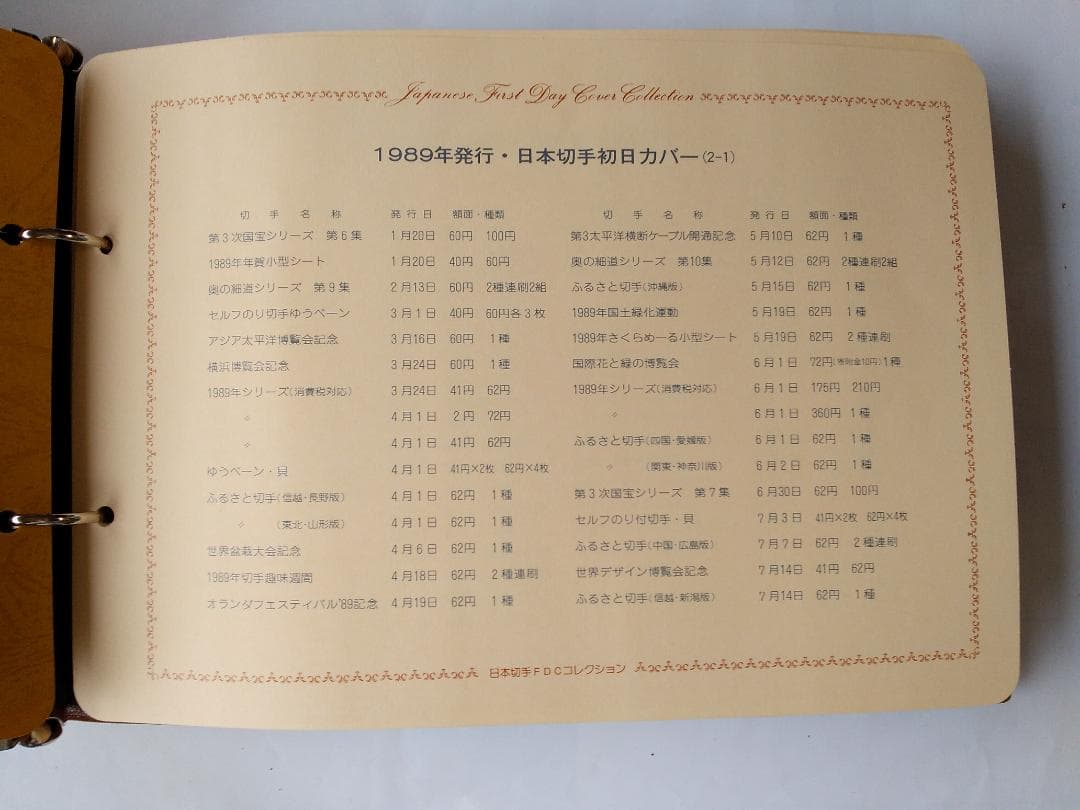 Japanese First Day Cover Collection
1989年発行・日本切手初日カバー(2-1)
切手名称 発行日 額面・種類
第3次国宝シリーズ 第6集 1月20日 60円 100円
1989年年賀小型シート 1月20日 40円 60円
奥の細道シリーズ 第9集 2月13日 60円 2種連刷2組
セルフのり切手ゆうペーン 3月1日 40円 60円各3枚
アジア太平洋博覧会記念 3月16日 60円 1種
横浜博覧会記念 3月24日 60円 1種
1989年シリーズ(消費税対応) 3月24日 41円 62円
〃 4月1日 2円 72円
〃 4月1日 41円 62円
ゆうペーン・貝 4月1日 41円×2枚 62円×4枚
ふるさと切手(信越・長野版) 4月1日 62円 1種
〃 (東北・山形版) 4月1日 62円 1種
世界盆栽大会記念 4月6日 62円 1種
1989年切手趣味週間 4月18日 62円 2種連刷
オランダフェスティバル'89記念 4月19日 62円 1種
切手名称 発行日 額面・種類
第3太平洋横断ケーブル開通記念 5月10日 62円 1種
奥の細道シリーズ 第10集 5月12日 62円 2種連刷2組
ふるさと切手(沖縄版) 5月15日 62円 1種
1989年国土緑化運動 5月19日 62円 1種
1989年さくらめーる小型シート 5月19日 62円 2種連刷
国際花と緑の博覧会 6月1日 72円(寄附金10円) 1種
1989年シリーズ(消費税対応) 6月1日 175円 210円
〃 6月1日 360円 1種
ふるさと切手(四国・愛媛版) 6月1日 62円 1種
〃 (関東・神奈川版) 6月2日 62円 1種
第3次国宝シリーズ 第7集 6月30日 62円 100円
セルフのり付切手・貝 7月3日 41円×2枚 62円×4枚
ふるさと切手(中国・広島版) 7月7日 62円 2種連刷
世界デザイン博覧会記念 7月14日 41円 62円
ふるさと切手(信越・新潟版) 7月14日 62円 1種
日本切手FDCコレクション